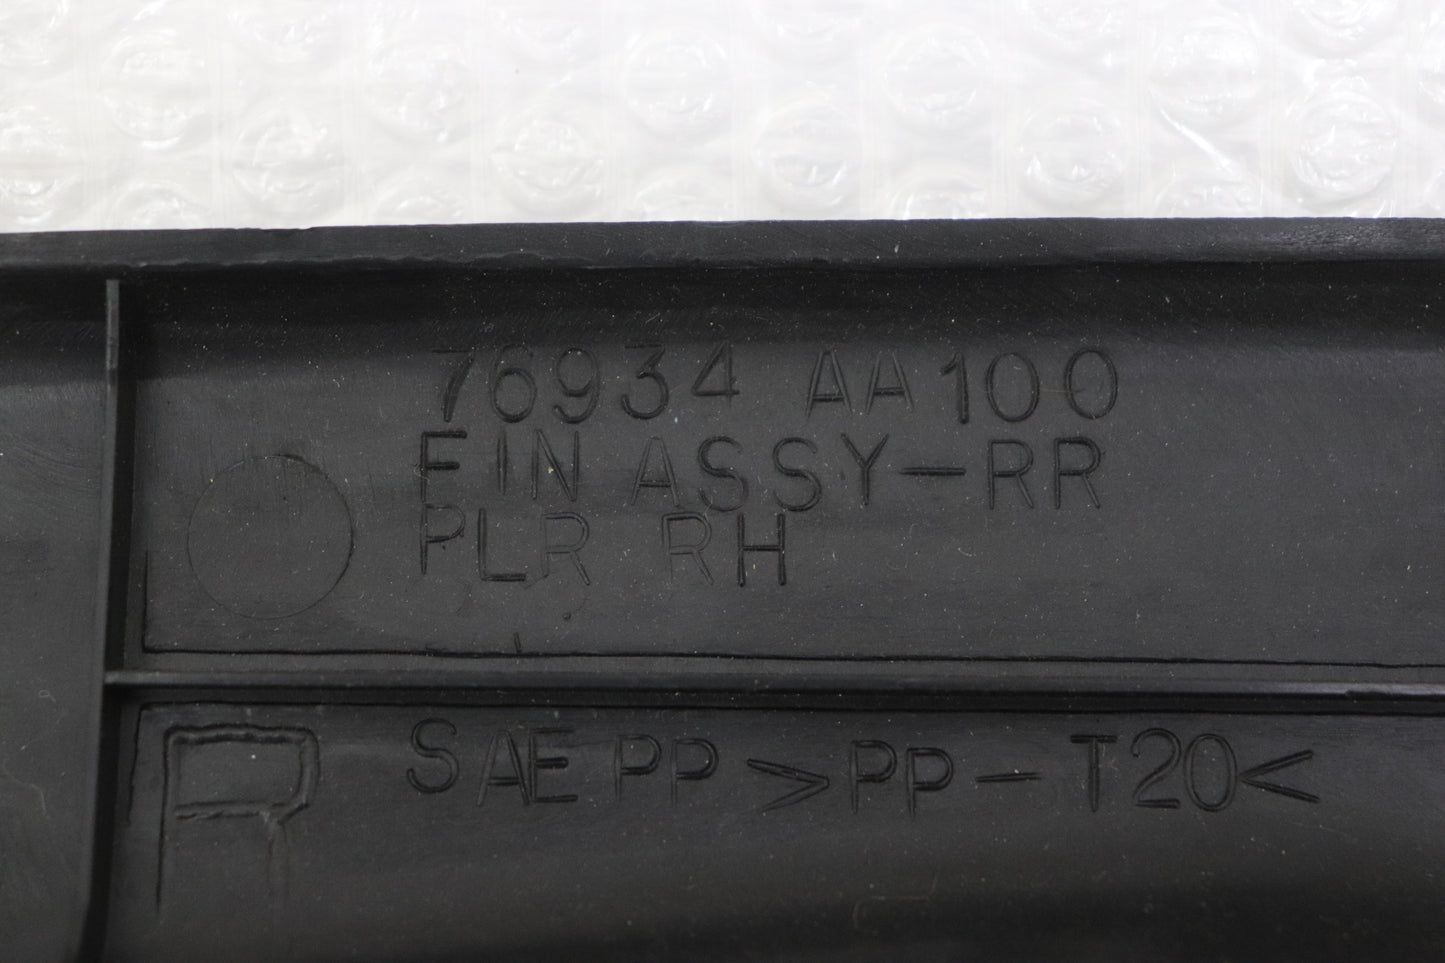 76934 AA100
FIN ASSY-RR
PLR RH
R
SAE PP >PP-T20<